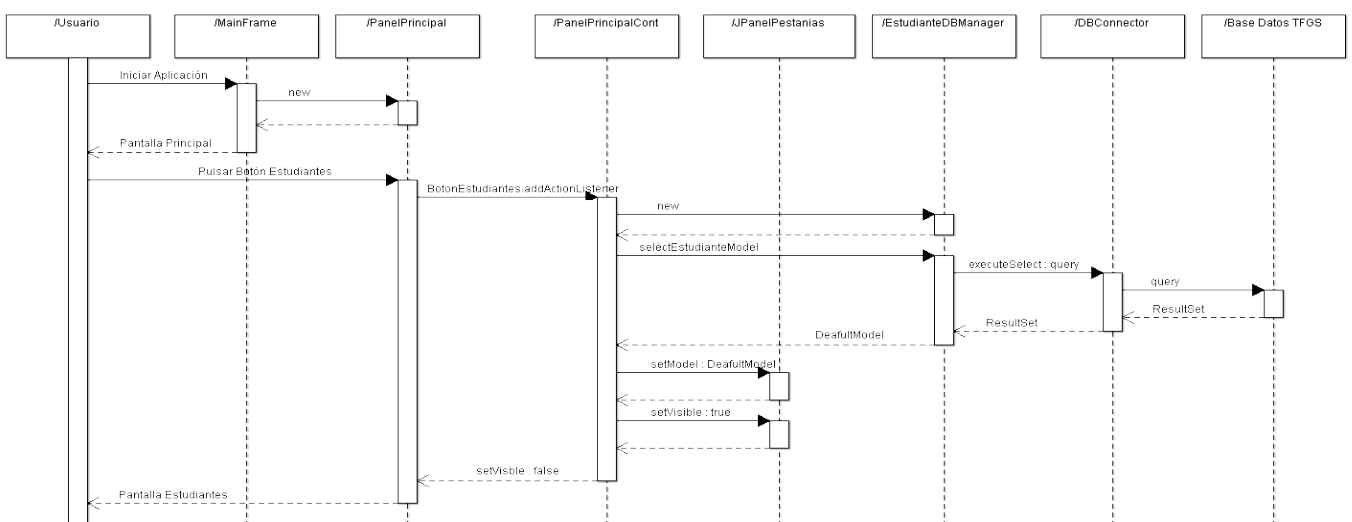 /Usuario
/MainFrame
/PanelPrincipal
/PanelPrincipalCont
/JPanelPestanias
/EstudianteDBManager
/DBConnector
/Base Datos TFGS
Iniciar Aplicación
new
Pantalla Principal
Pulsar Botón Estudiantes
BotonEstudiantes.addActionListener
new
selectEstudianteModel
executeSelect : query
query
ResultSet
ResultSet
DeafultModel
setModel : DeafultModel
setVisible : true
setVisble : false
Pantalla Estudiantes